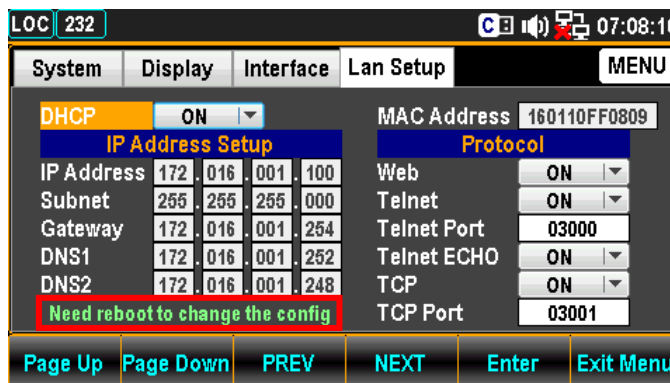 LOC 232 C 07:08:10
System Display Interface Lan Setup MENU
DHCP ON
IP Address Setup
IP Address 172 . 016 . 001 . 100
Subnet 255 . 255 . 255 . 000
Gateway 172 . 016 . 001 . 254
DNS1 172 . 016 . 001 . 252
DNS2 172 . 016 . 001 . 248
Need reboot to change the config
MAC Address 160110FF0809
Protocol
Web ON
Telnet ON
Telnet Port 03000
Telnet ECHO ON
TCP ON
TCP Port 03001
Page Up Page Down PREV NEXT Enter Exit Menu